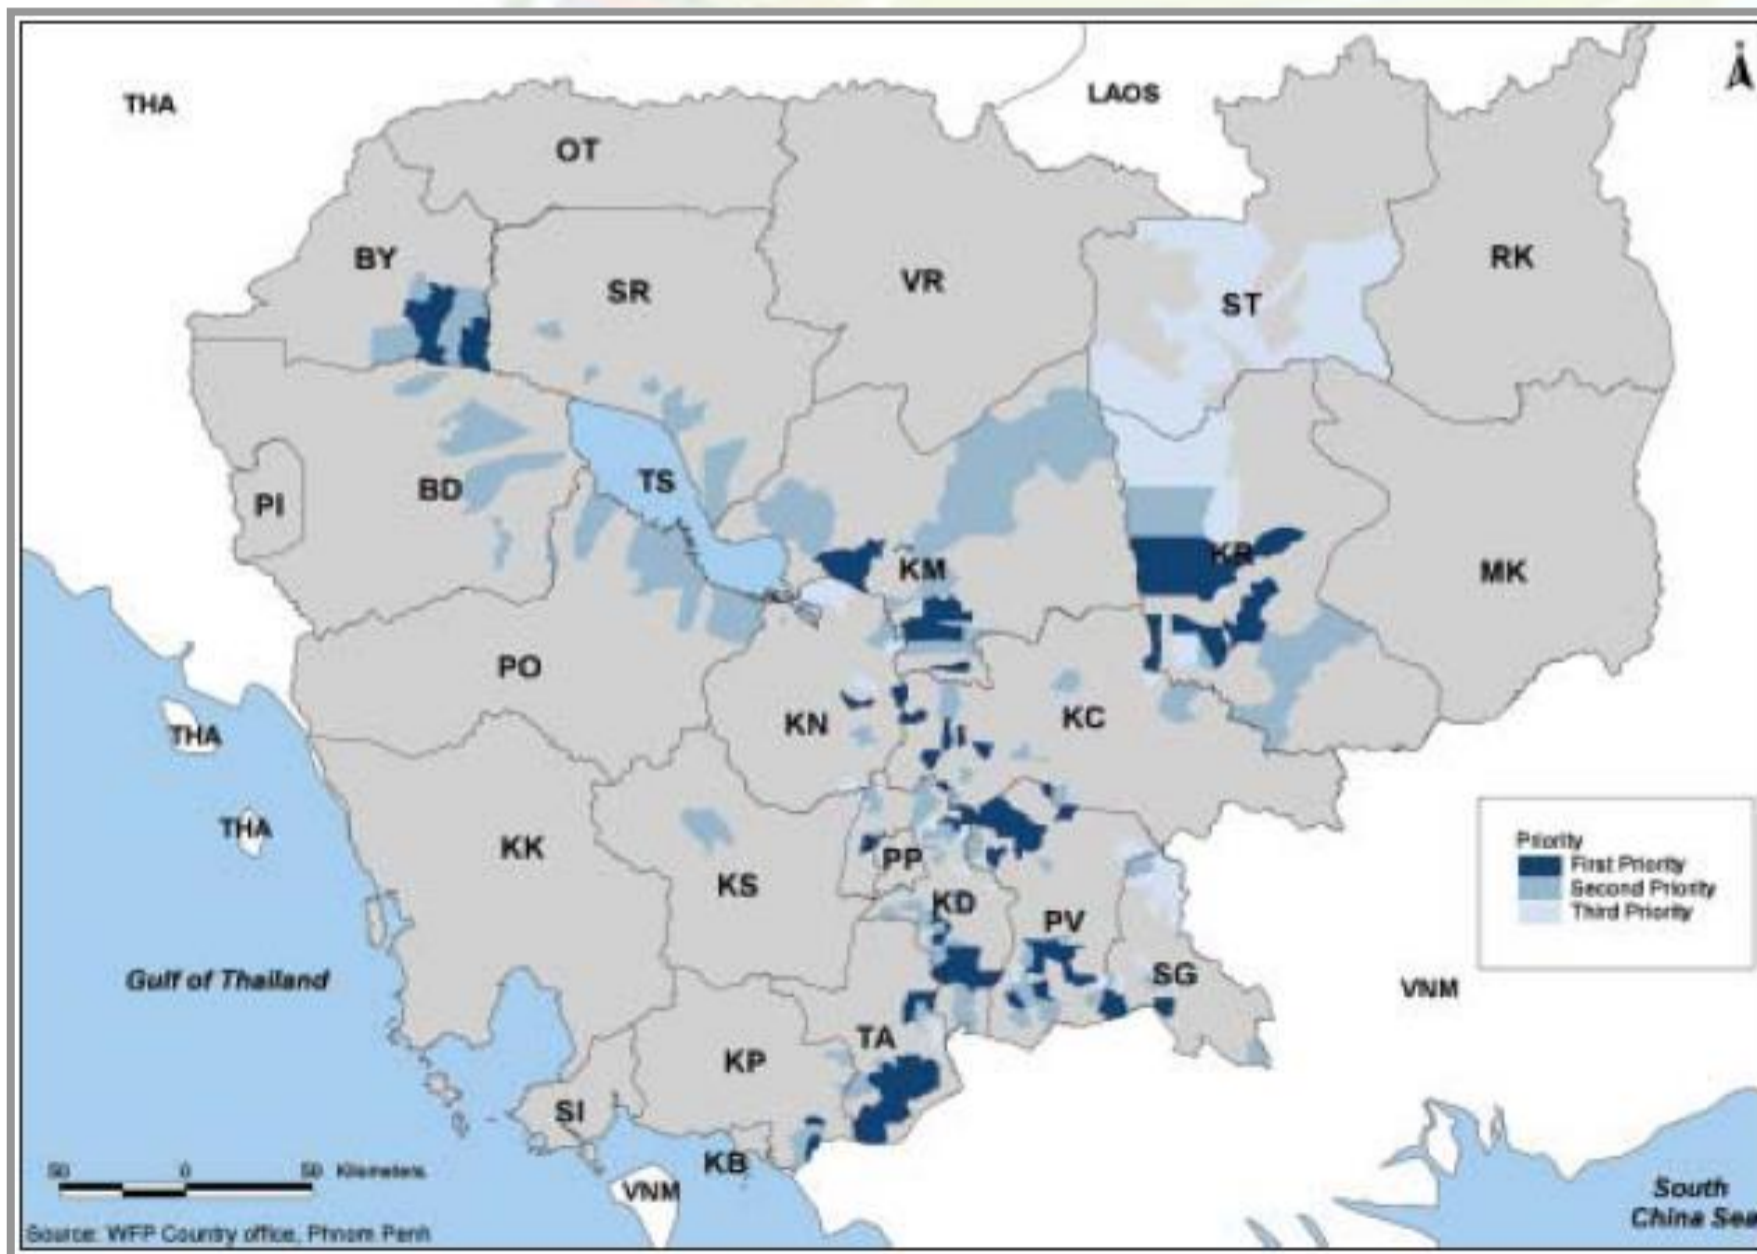 THA
LAOS
OT
BY
SR
VR
ST
RK
PI
BD
TS
KM
KR
MK
PO
KN
KC
THA
THA
KK
KS
PP
KD
PV
SG
Gulf of Thailand
VNM
TA
KP
SI
KB
VNM
Priority
First Priority
Second Priority
Third Priority
50 0 50 Kilometers
South
China Sea
Source: WFP Country office, Phnom Penh